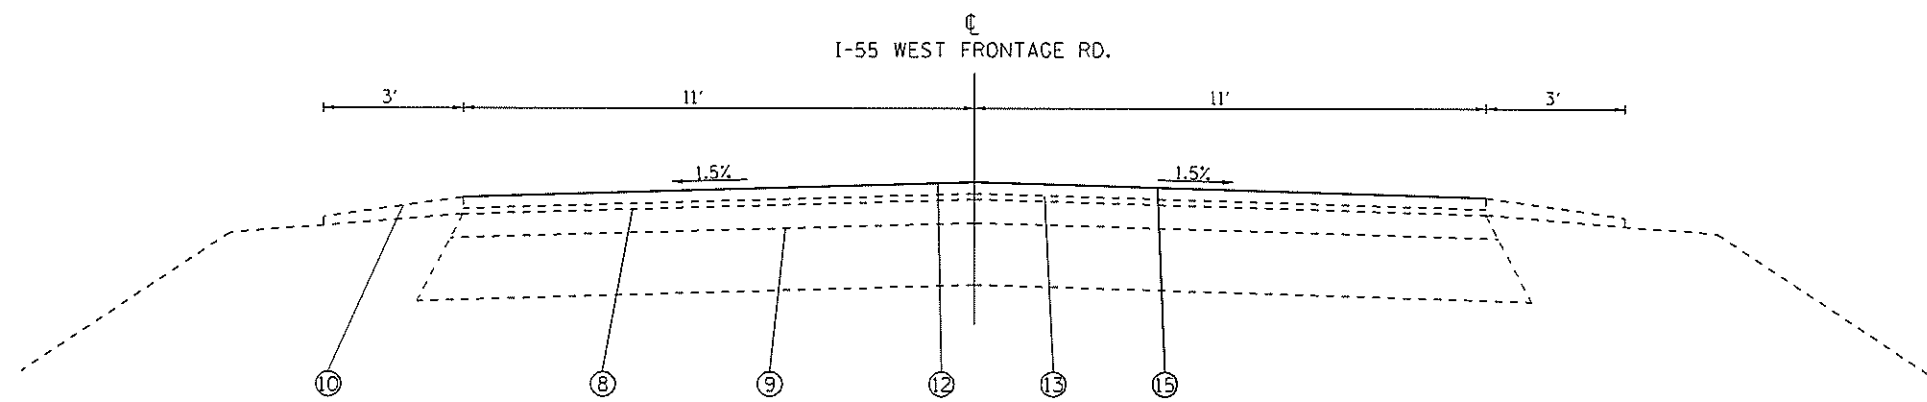 ℄
I-55 WEST FRONTAGE RD.
3' 11' 11' 3'
1.5% 1.5%
10 8 9 12 13 15